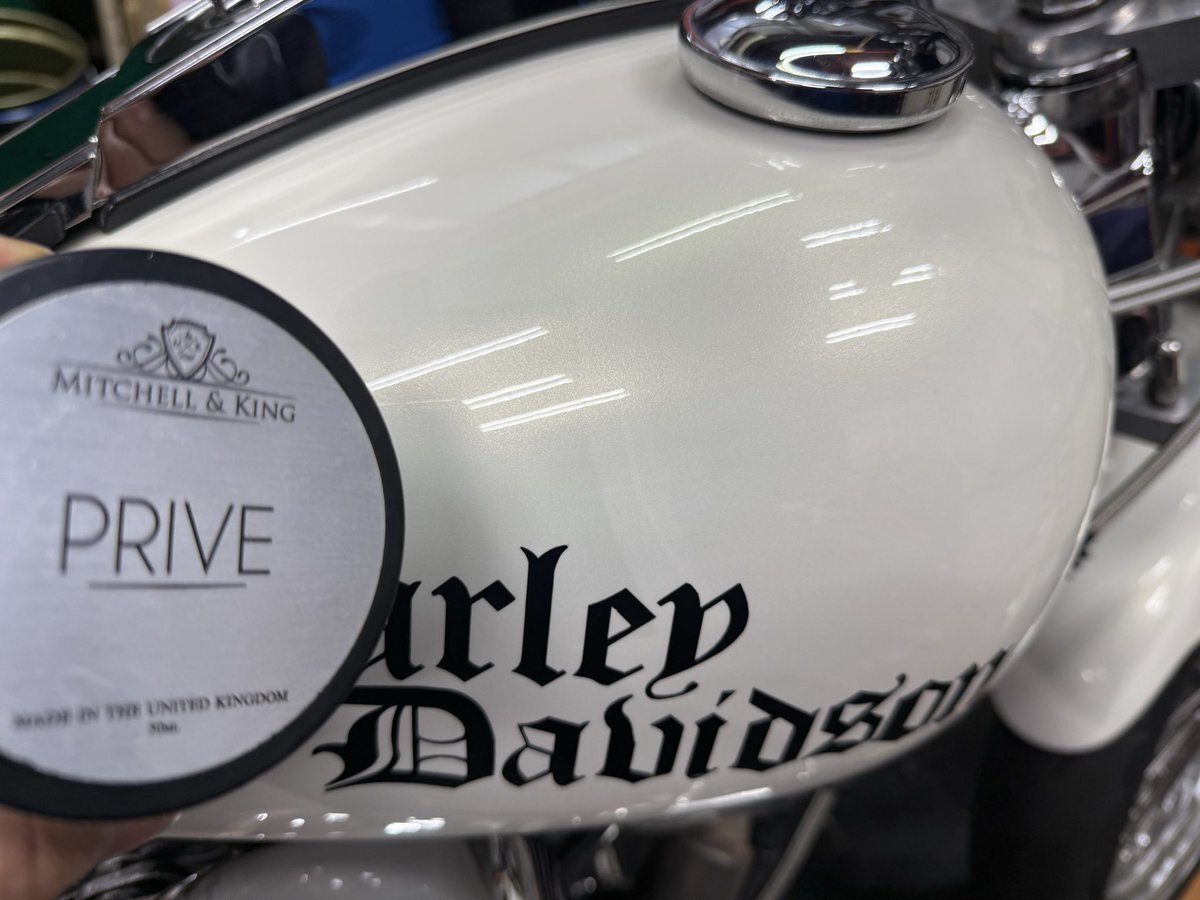 MITCHELL & KING
PRIVE
MADE IN THE UNITED KINGDOM
arley
Davidson